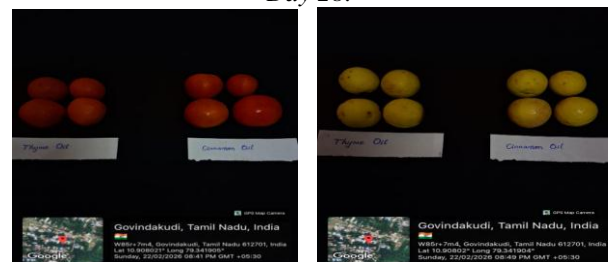 Day 28:
Thyme Oil
Cinnamon Oil
GPS Map Camera
Govindakudi, Tamil Nadu, India
W85r+7m4, Govindakudi, Tamil Nadu 612701, India
Lat 10.908021° Long 79.341905°
Sunday, 22/02/2026 08:41 PM GMT +05:30
Google
Thyme Oil
Cinnamon Oil
GPS Map Camera
Govindakudi, Tamil Nadu, India
W85r+7m4, Govindakudi, Tamil Nadu 612701, India
Lat 10.90802° Long 79.341904°
Sunday, 22/02/2026 08:49 PM GMT +05:30
Google